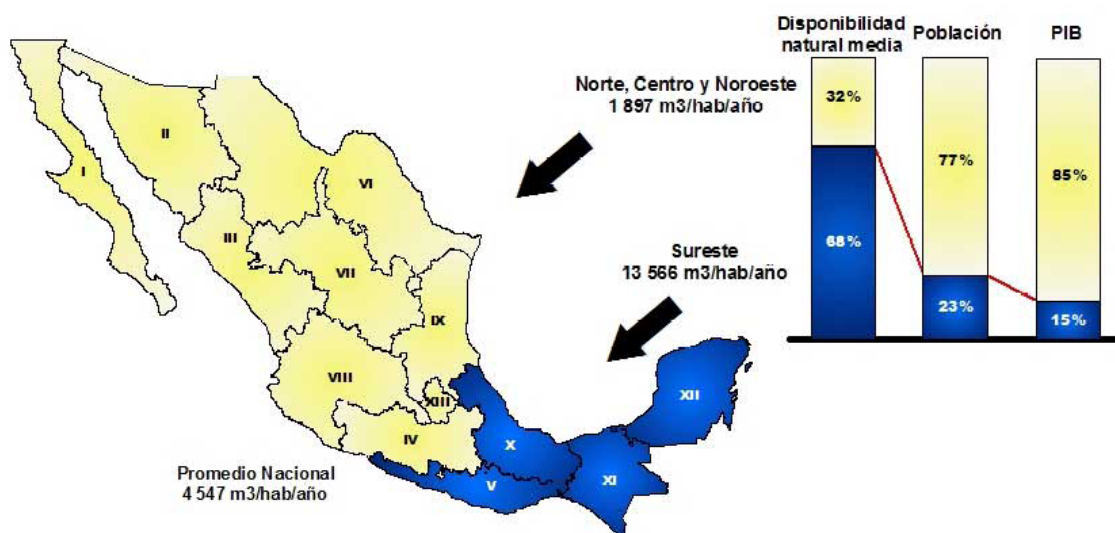 Disponibilidad
natural media
Población
PIB
Norte, Centro y Noroeste
1 897 m3/hab/año
32%
77%
85%
68%
23%
15%
Sureste
13 566 m3/hab/año
I
II
III
VI
VII
IX
VIII
XIII
IV
X
V
XI
XII
Promedio Nacional
4 547 m3/hab/año